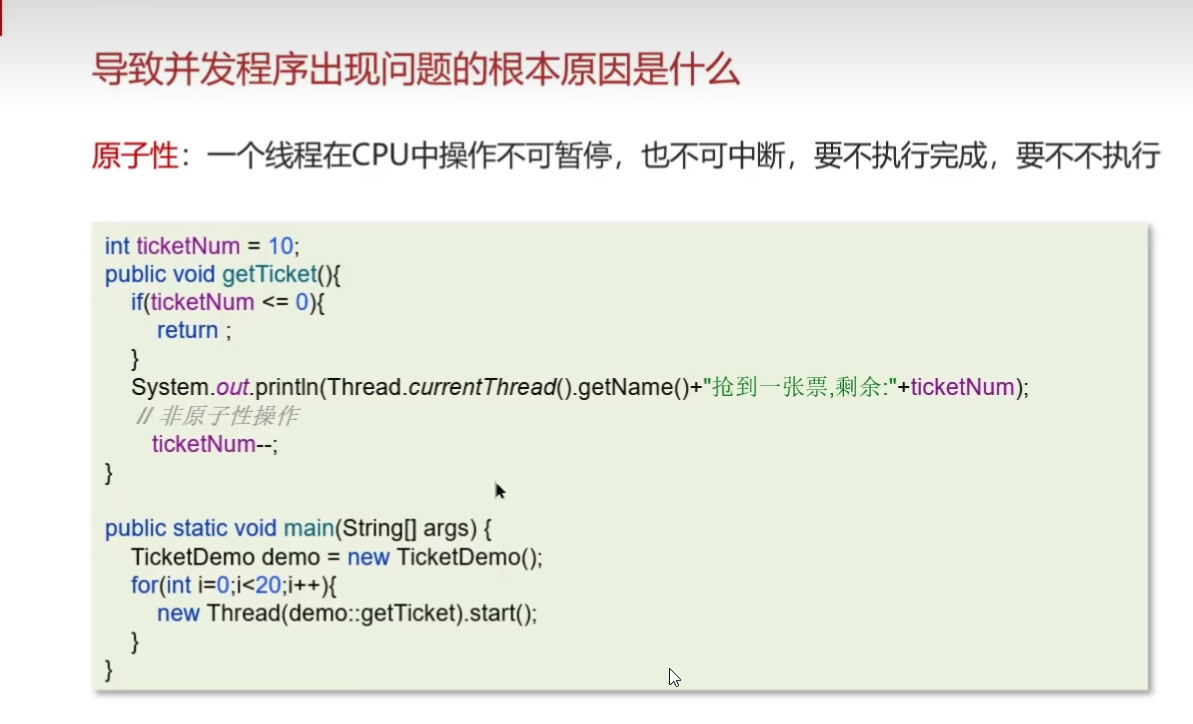 导致并发程序出现问题的根本原因是什么
原子性：一个线程在CPU中操作不可暂停，也不可中断，要不执行完成，要不不执行
int ticketNum = 10;
public void getTicket(){
if(ticketNum <= 0){
return ;
}
System.out.println(Thread.currentThread().getName()+"抢到一张票,剩余:"+ticketNum);
// 非原子性操作
ticketNum--;
}
public static void main(String[] args) {
TicketDemo demo = new TicketDemo();
for(int i=0;i<20;i++){
new Thread(demo::getTicket).start();
}
}